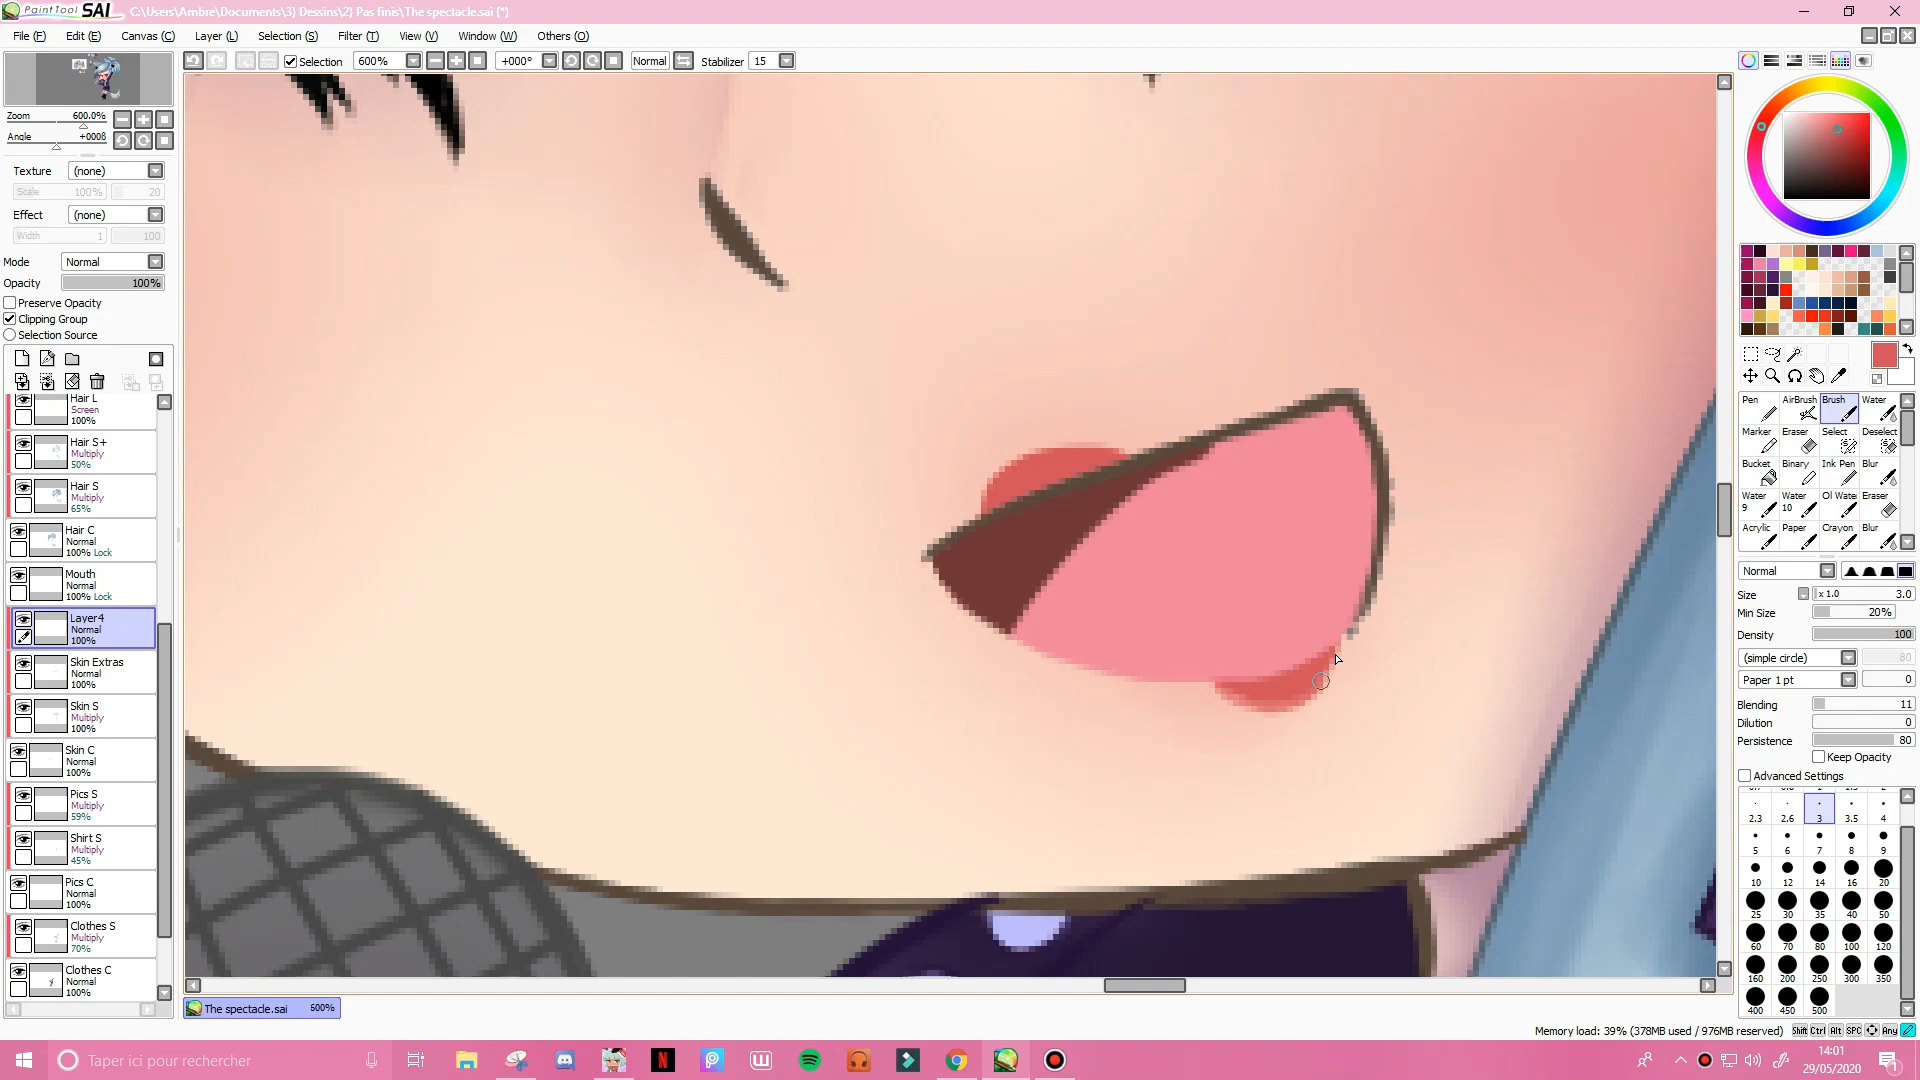 PaintTool SAI C:\Users\Ambre\Documents\3) Dessins\2) Pas finis\The spectacle.sai (*)
File (F) Edit (E) Canvas (C) Layer (L) Selection (S) Filter (T) View (V) Window (W) Others (O)
Selection 600% +000° Normal Stabilizer 15
Zoom 600.0%
Angle +000ß
Texture (none)
Scale 100% 20
Effect (none)
Width 1 100
Mode Normal
Opacity 100%
Preserve Opacity
Clipping Group
Selection Source
Hair L
Screen
100%
Hair S+
Multiply
50%
Hair S
Multiply
65%
Hair C
Normal
100% Lock
Mouth
Normal
100% Lock
Layer4
Normal
100%
Skin Extras
Normal
100%
Skin S
Multiply
100%
Skin C
Normal
100%
Pics S
Multiply
59%
Shirt S
Multiply
45%
Pics C
Normal
100%
Clothes S
Multiply
70%
Clothes C
Normal
100%
Pen AirBrush Brush Water
Marker Eraser Select Deselect
Bucket Binary Ink Pen Blur
Water 9 Water 10 Ol Water Eraser
Acrylic Paper Crayon Blur
Normal
Size x 1.0 3.0
Min Size 20%
Density 100
(simple circle) 80
Paper 1 pt 0
Blending 11
Dilution 0
Persistence 80
Keep Opacity
Advanced Settings
2.3 2.6 3 3.5 4
5 6 7 8 9
10 12 14 16 20
25 30 35 40 50
60 70 80 100 120
160 200 250 300 350
400 450 500
The spectacle.sai 600%
Memory load: 39% (378MB used / 976MB reserved) Shift Ctrl Alt SPC Any
Taper ici pour rechercher
14:01
29/05/2020
1